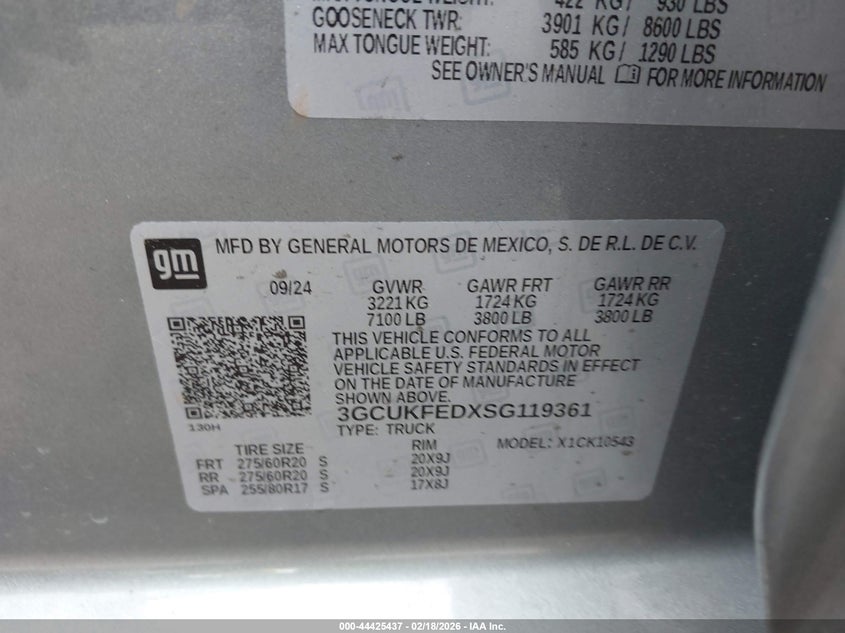 422 KG/ 930 LBS
GOOSENECK TWR: 3901 KG/ 8600 LBS
MAX TONGUE WEIGHT: 585 KG/ 1290 LBS
SEE OWNER'S MANUAL FOR MORE INFORMATION
gm
MFD BY GENERAL MOTORS DE MEXICO, S. DE R.L. DE C.V.
09/24 GVWR GAWR FRT GAWR RR
3221 KG 1724 KG 1724 KG
7100 LB 3800 LB 3800 LB
THIS VEHICLE CONFORMS TO ALL
APPLICABLE U.S. FEDERAL MOTOR
VEHICLE SAFETY STANDARDS IN EFFECT
ON THE DATE OF MANUFACTURE
SHOWN ABOVE.
3GCUKFEDXSG119361
130H
TYPE: TRUCK
MODEL: X1CK10543
TIRE SIZE RIM
FRT 275/60R20 S 20X9J
RR 275/60R20 S 20X9J
SPA 255/80R17 S 17X8J
000-44425437 - 02/18/2026 - IAA Inc.